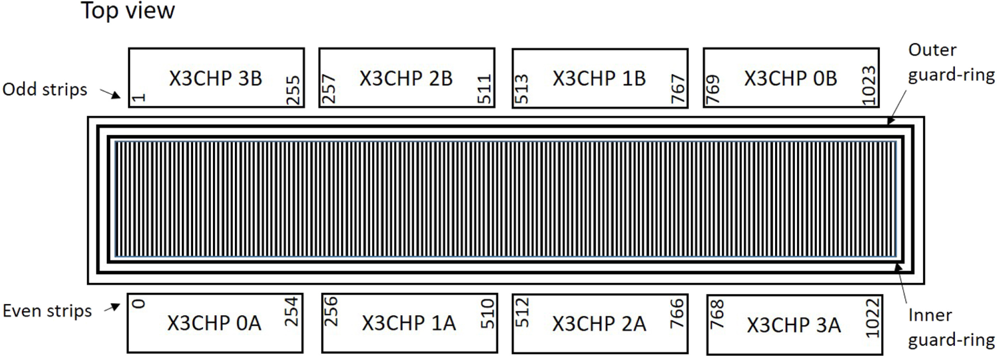 Top view
Outer
guard-ring
Odd strips
X3CHP 3B
1
255
X3CHP 2B
257
511
X3CHP 1B
513
767
X3CHP 0B
769
1023
Even strips
X3CHP 0A
0
254
X3CHP 1A
256
510
X3CHP 2A
512
766
X3CHP 3A
768
1022
Inner
guard-ring